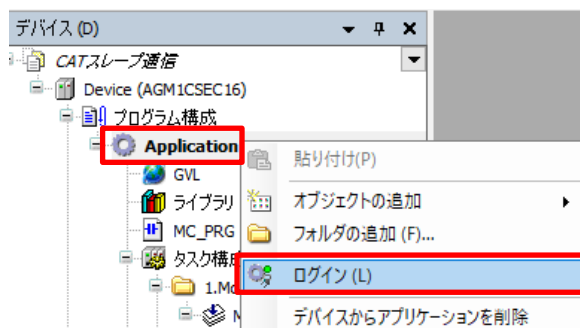 デバイス (D)
CATスレーブ通信
Device (AGM1CSEC16)
プログラム構成
Application
貼り付け(P)
GVL
ライブラリ
オブジェクトの追加
MC_PRG
フォルダの追加 (F)...
タスク構成
ログイン (L)
デバイスからアプリケーションを削除